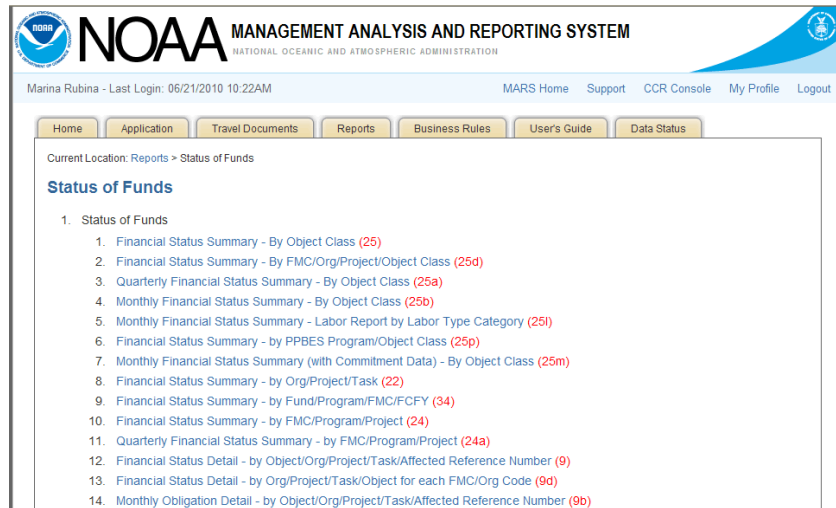 NOAA
NOAA MANAGEMENT ANALYSIS AND REPORTING SYSTEM
NATIONAL OCEANIC AND ATMOSPHERIC ADMINISTRATION
Marina Rubina - Last Login: 06/21/2010 10:22AM MARS Home Support CCR Console My Profile Logout
Home Application Travel Documents Reports Business Rules User's Guide Data Status
Current Location: Reports > Status of Funds
Status of Funds
1. Status of Funds
1. Financial Status Summary - By Object Class (25)
2. Financial Status Summary - By FMC/Org/Project/Object Class (25d)
3. Quarterly Financial Status Summary - By Object Class (25a)
4. Monthly Financial Status Summary - By Object Class (25b)
5. Monthly Financial Status Summary - Labor Report by Labor Type Category (25l)
6. Financial Status Summary - by PPBES Program/Object Class (25p)
7. Monthly Financial Status Summary (with Commitment Data) - By Object Class (25m)
8. Financial Status Summary - by Org/Project/Task (22)
9. Financial Status Summary - by Fund/Program/FMC/FCFY (34)
10. Financial Status Summary - by FMC/Program/Project (24)
11. Quarterly Financial Status Summary - by FMC/Program/Project (24a)
12. Financial Status Detail - by Object/Org/Project/Task/Affected Reference Number (9)
13. Financial Status Detail - by Org/Project/Task/Object for each FMC/Org Code (9d)
14. Monthly Obligation Detail - by Object/Org/Project/Task/Affected Reference Number (9b)